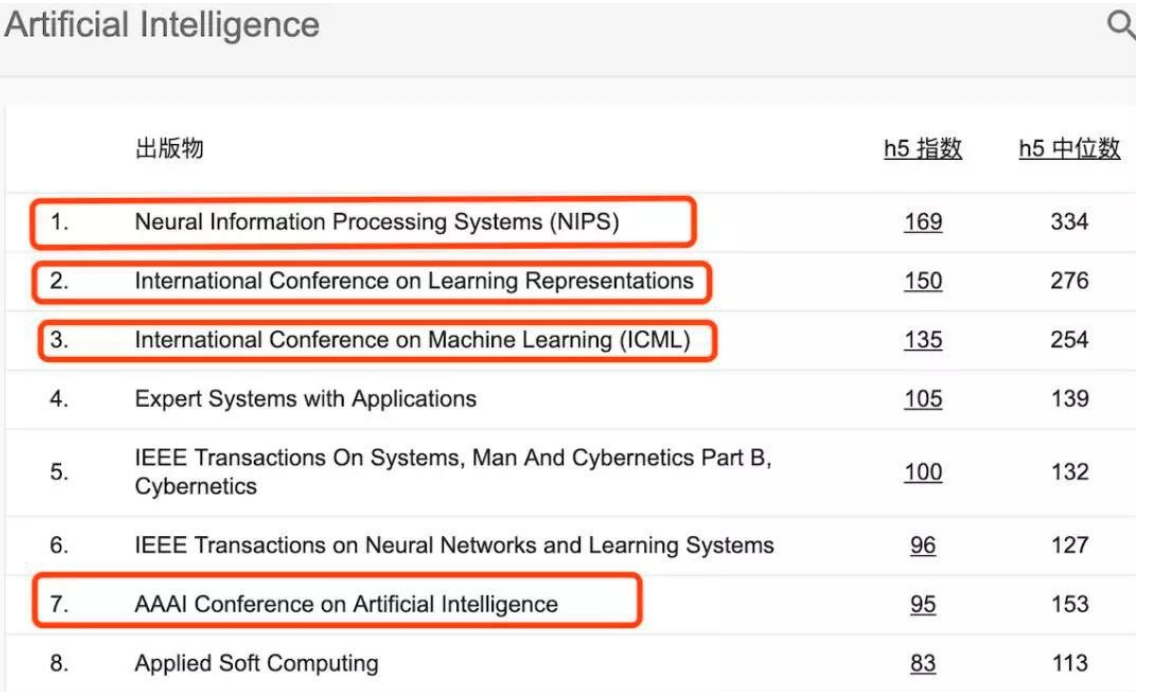 Artificial Intelligence
出版物 h5 指数 h5 中位数
1. Neural Information Processing Systems (NIPS) 169 334
2. International Conference on Learning Representations 150 276
3. International Conference on Machine Learning (ICML) 135 254
4. Expert Systems with Applications 105 139
5. IEEE Transactions On Systems, Man And Cybernetics Part B, 100 132
Cybernetics
6. IEEE Transactions on Neural Networks and Learning Systems 96 127
7. AAAI Conference on Artificial Intelligence 95 153
8. Applied Soft Computing 83 113